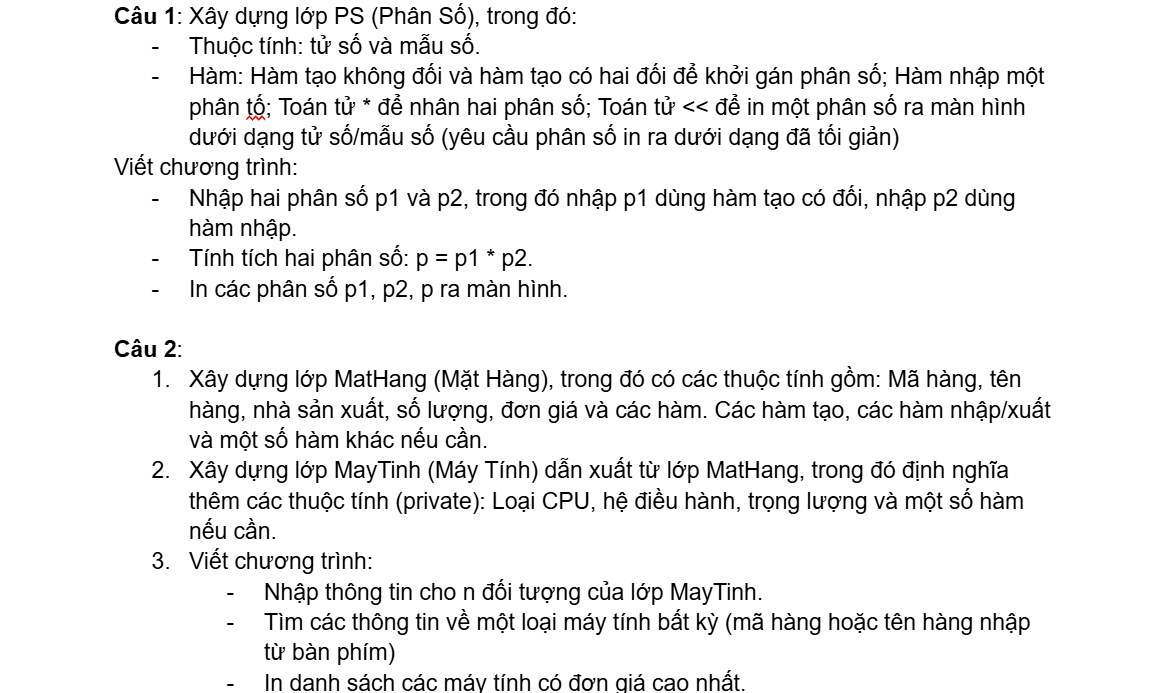 Câu 1: Xây dựng lớp PS (Phân Số), trong đó:
- Thuộc tính: tử số và mẫu số.
- Hàm: Hàm tạo không đối và hàm tạo có hai đối để khởi gán phân số; Hàm nhập một
phân tố; Toán tử * để nhân hai phân số; Toán tử << để in một phân số ra màn hình
dưới dạng tử số/mẫu số (yêu cầu phân số in ra dưới dạng đã tối giản)
Viết chương trình:
- Nhập hai phân số p1 và p2, trong đó nhập p1 dùng hàm tạo có đối, nhập p2 dùng
hàm nhập.
- Tính tích hai phân số: p = p1 * p2.
- In các phân số p1, p2, p ra màn hình.
Câu 2:
1. Xây dựng lớp MatHang (Mặt Hàng), trong đó có các thuộc tính gồm: Mã hàng, tên
hàng, nhà sản xuất, số lượng, đơn giá và các hàm. Các hàm tạo, các hàm nhập/xuất
và một số hàm khác nếu cần.
2. Xây dựng lớp MayTinh (Máy Tính) dẫn xuất từ lớp MatHang, trong đó định nghĩa
thêm các thuộc tính (private): Loại CPU, hệ điều hành, trọng lượng và một số hàm
nếu cần.
3. Viết chương trình:
- Nhập thông tin cho n đối tượng của lớp MayTinh.
- Tìm các thông tin về một loại máy tính bất kỳ (mã hàng hoặc tên hàng nhập
từ bàn phím)
- In danh sách các máy tính có đơn giá cao nhất.